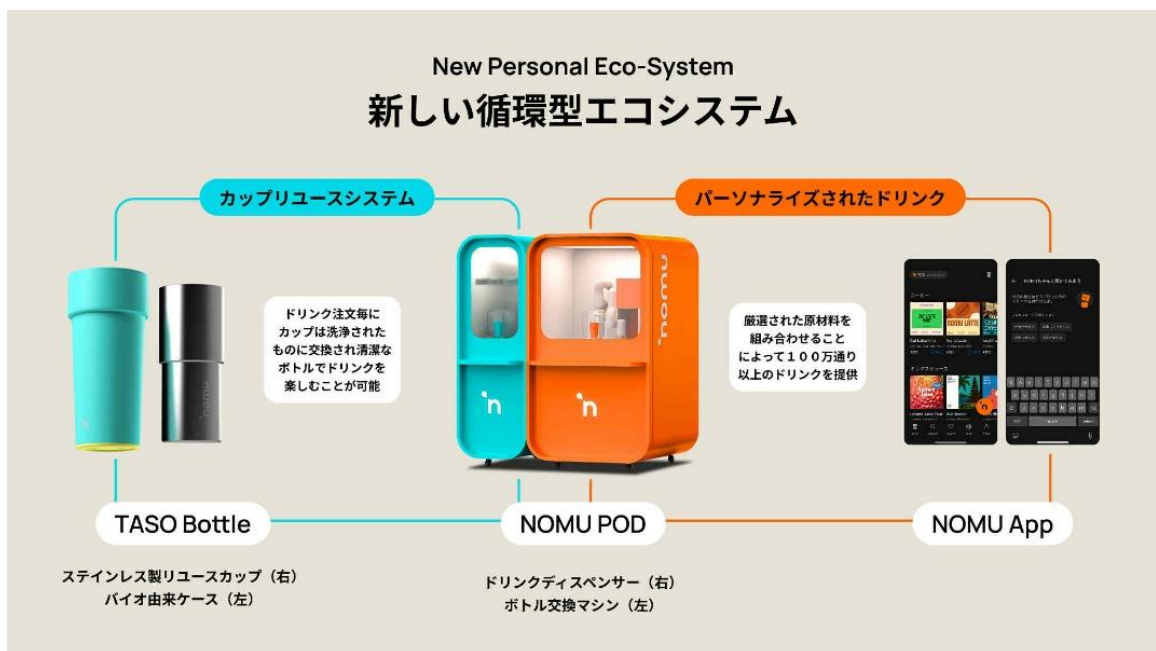 New Personal Eco-System
新しい循環型エコシステム
カップリユースシステム
パーソナライズされたドリンク
ドリンク注文毎に
カップは洗浄された
ものに交換され清潔な
ボトルでドリンクを
楽しむことが可能
厳選された原材料を
組み合わせること
によって１００万通り
以上のドリンクを提供
nomu
nomu
n
n
n
TASO Bottle
NOMU POD
NOMU App
ステインレス製リユースカップ（右）
バイオ由来ケース（左）
ドリンクディスペンサー（右）
ボトル交換マシン（左）